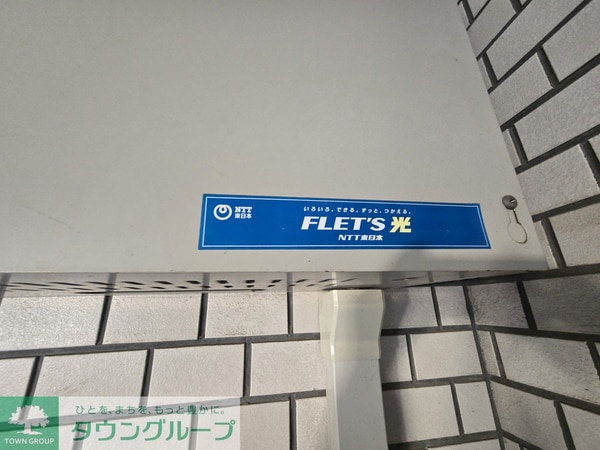 NTT
東日本
いろいろ、できる。ずっと、つかえる。
FLET'S 光
NTT東日本
ひとを、まちを、もっと豊かに。
TOWN GROUP
タウングループ